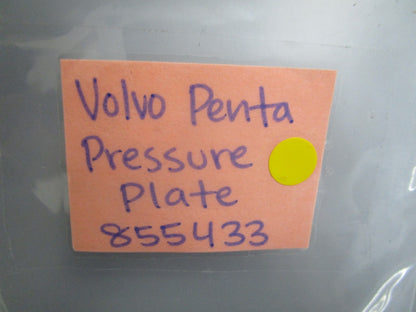 Volvo Penta
Pressure
Plate
855433